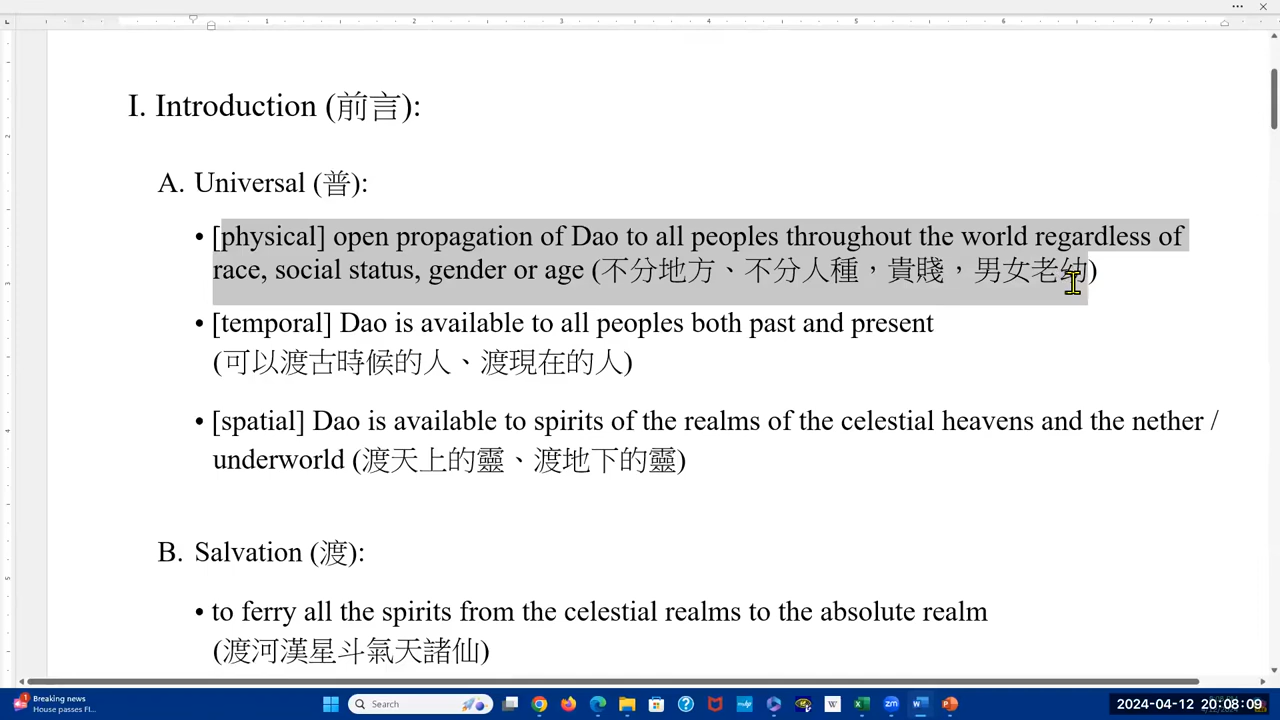 I. Introduction (前言):
A. Universal (普):
• [physical] open propagation of Dao to all peoples throughout the world regardless of
race, social status, gender or age (不分地方、不分人種，貴賤，男女老幼)
• [temporal] Dao is available to all peoples both past and present
(可以渡古時候的人、渡現在的人)
• [spatial] Dao is available to spirits of the realms of the celestial heavens and the nether /
underworld (渡天上的靈、渡地下的靈)
B. Salvation (渡):
• to ferry all the spirits from the celestial realms to the absolute realm
(渡河漢星斗氣天諸仙)
Breaking news
House passes FI...
Search
2024-04-12 20:08:09